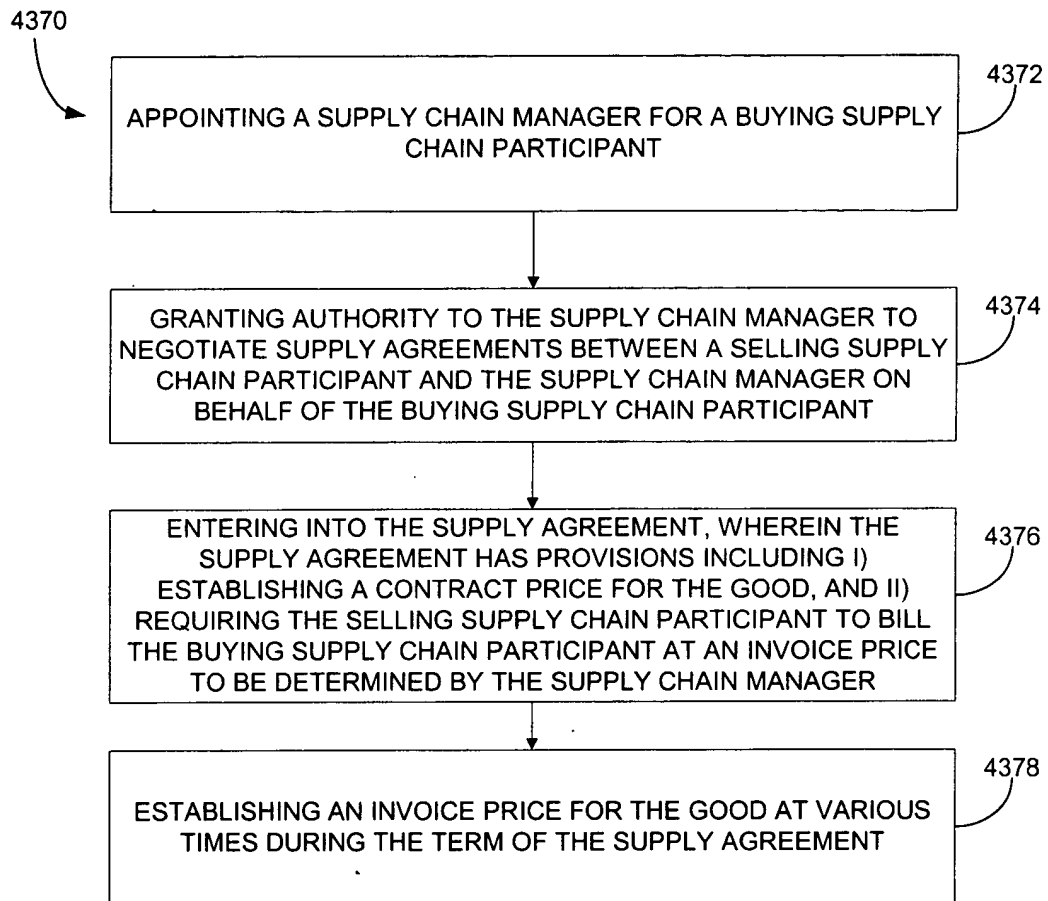 4370
4372
APPOINTING A SUPPLY CHAIN MANAGER FOR A BUYING SUPPLY
CHAIN PARTICIPANT
4374
GRANTING AUTHORITY TO THE SUPPLY CHAIN MANAGER TO
NEGOTIATE SUPPLY AGREEMENTS BETWEEN A SELLING SUPPLY
CHAIN PARTICIPANT AND THE SUPPLY CHAIN MANAGER ON
BEHALF OF THE BUYING SUPPLY CHAIN PARTICIPANT
4376
ENTERING INTO THE SUPPLY AGREEMENT, WHEREIN THE
SUPPLY AGREEMENT HAS PROVISIONS INCLUDING I)
ESTABLISHING A CONTRACT PRICE FOR THE GOOD, AND II)
REQUIRING THE SELLING SUPPLY CHAIN PARTICIPANT TO BILL
THE BUYING SUPPLY CHAIN PARTICIPANT AT AN INVOICE PRICE
TO BE DETERMINED BY THE SUPPLY CHAIN MANAGER
4378
ESTABLISHING AN INVOICE PRICE FOR THE GOOD AT VARIOUS
TIMES DURING THE TERM OF THE SUPPLY AGREEMENT